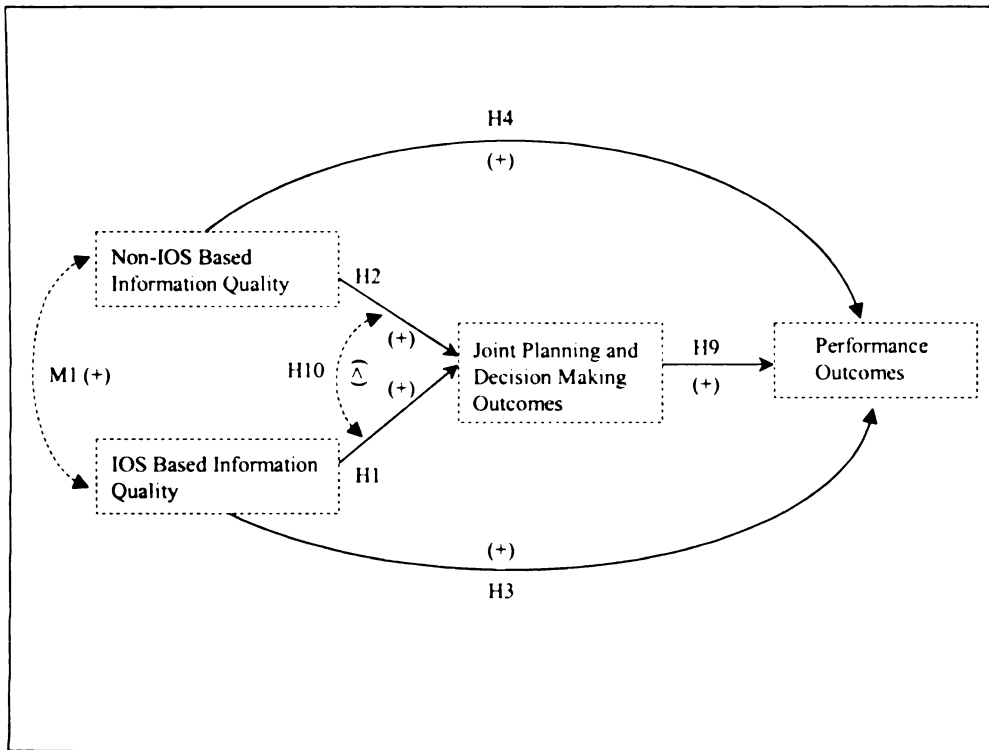 H4
(+)
Non-IOS Based
Information Quality
H2
(+)
M1 (+)
H10
(+)
Joint Planning and
Decision Making
Outcomes
H9
(+)
Performance
Outcomes
IOS Based Information
Quality
H1
(+)
H3